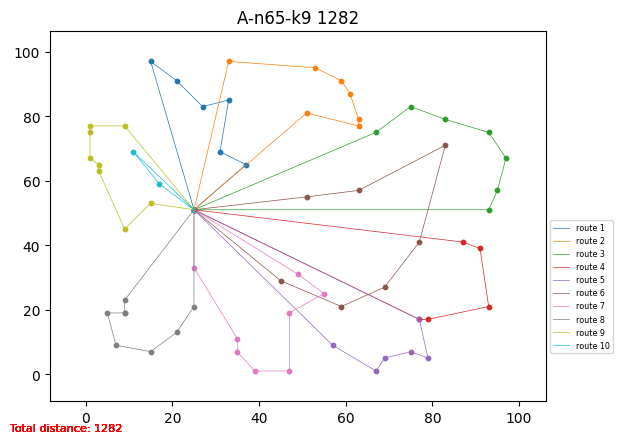 A-n65-k9 1282
100
80
60
40
20
0
0 20 40 60 80 100
route 1
route 2
route 3
route 4
route 5
route 6
route 7
route 8
route 9
route 10
Total distance: 1282